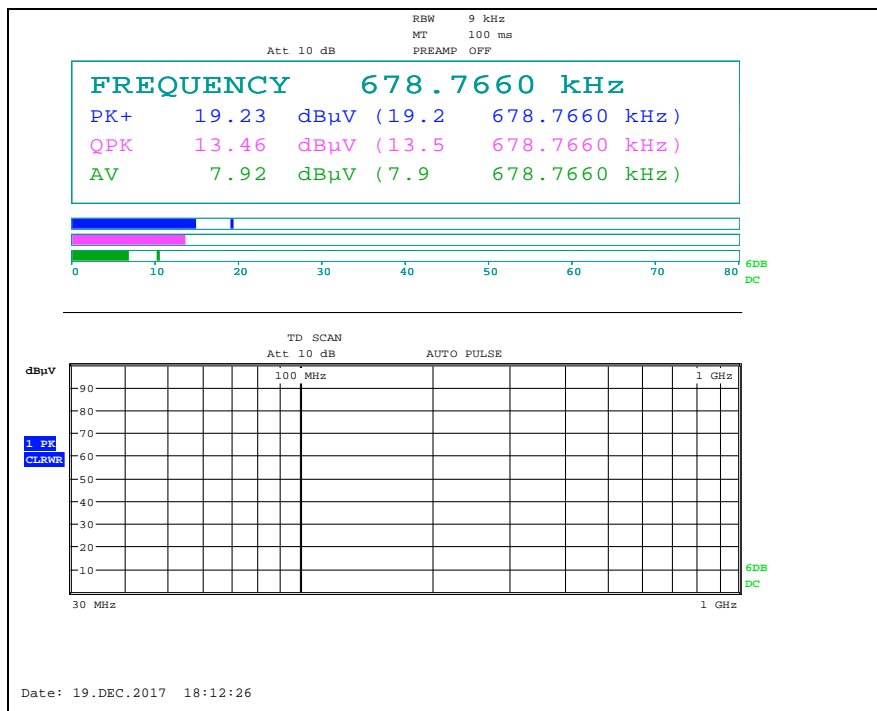 RBW 9 kHz
MT 100 ms
Att 10 dB PREAMP OFF
FREQUENCY 678.7660 kHz
PK+ 19.23 dBµV (19.2 678.7660 kHz)
QPK 13.46 dBµV (13.5 678.7660 kHz)
AV 7.92 dBµV (7.9 678.7660 kHz)
0 10 20 30 40 50 60 70 80
6DB
DC
TD SCAN
Att 10 dB AUTO PULSE
dBµV
100 MHz 1 GHz
90
80
70
1 PK
CLRWR
60
50
40
30
20
10
6DB
DC
30 MHz 1 GHz
Date: 19.DEC.2017 18:12:26